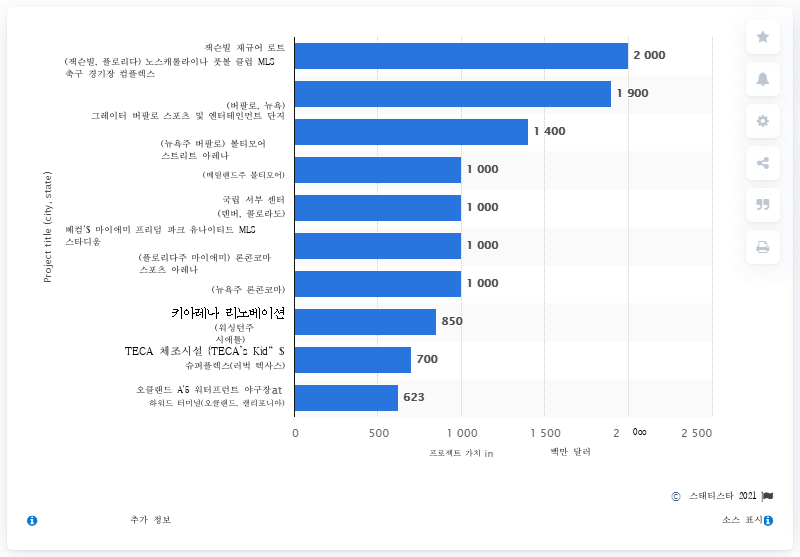 잭슨빌 재규어 로트
(잭슨빌, 플로리다) 노스캐롤라이나 풋볼 클럽 MLS
축구 경기장 컴플렉스
(버팔로, 뉴욕)
그레이터 버팔로 스포츠 및 엔터테인먼트 단지
(뉴욕주 버팔로) 볼티모어
스트리트 아레나
(메릴랜드주 볼티모어)
국립 서부 센터
(덴버, 콜로라도)
베컴'$ 마이애미 프리덤 파크 유나이티드 MLS
스타디움
(플로리다주 마이애미) 론콘코마
스포츠 아레나
(뉴욕주 론콘코마)
키아레나 리노베이션
(워싱턴주
시애틀)
TECA 체조시설 {TECA's Kid" $
슈퍼플렉스(러벅 텍사스)
오클랜드 A'5 워터프런트 야구장at
하워드 터미널(오클랜드, 캘리포니아)
Project title (city, state)
2 000
1 900
1 400
1 000
1 000
1 000
1 000
850
700
623
0 500 1 000 1 500 2 0∞ 2 500
프로젝트 가치 in 백만 달러
© 스태티스타 2021
추가 정보
소스 표시